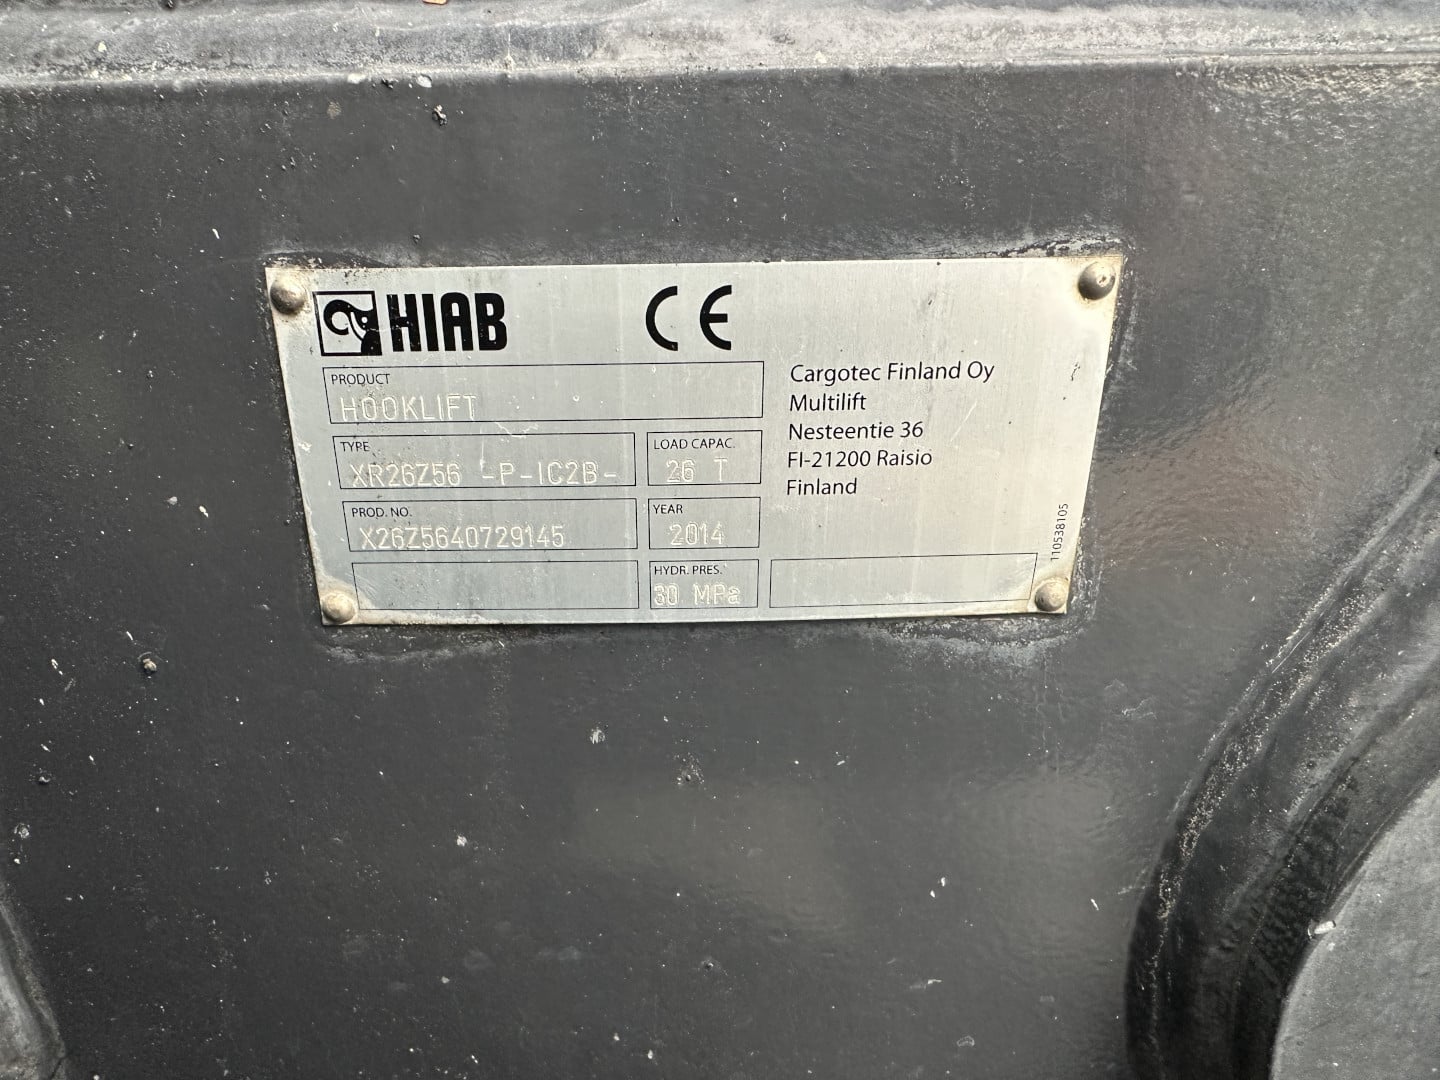 HIAB CE
PRODUCT
HOOKLIFT
TYPE
XR26Z56 -P-IC2B-
LOAD CAPAC.
26 T
PROD. NO.
X26Z5640729145
YEAR
2014
HYDR. PRES.
30 MPa
Cargotec Finland Oy
Multilift
Nesteentie 36
FI-21200 Raisio
Finland
110538105